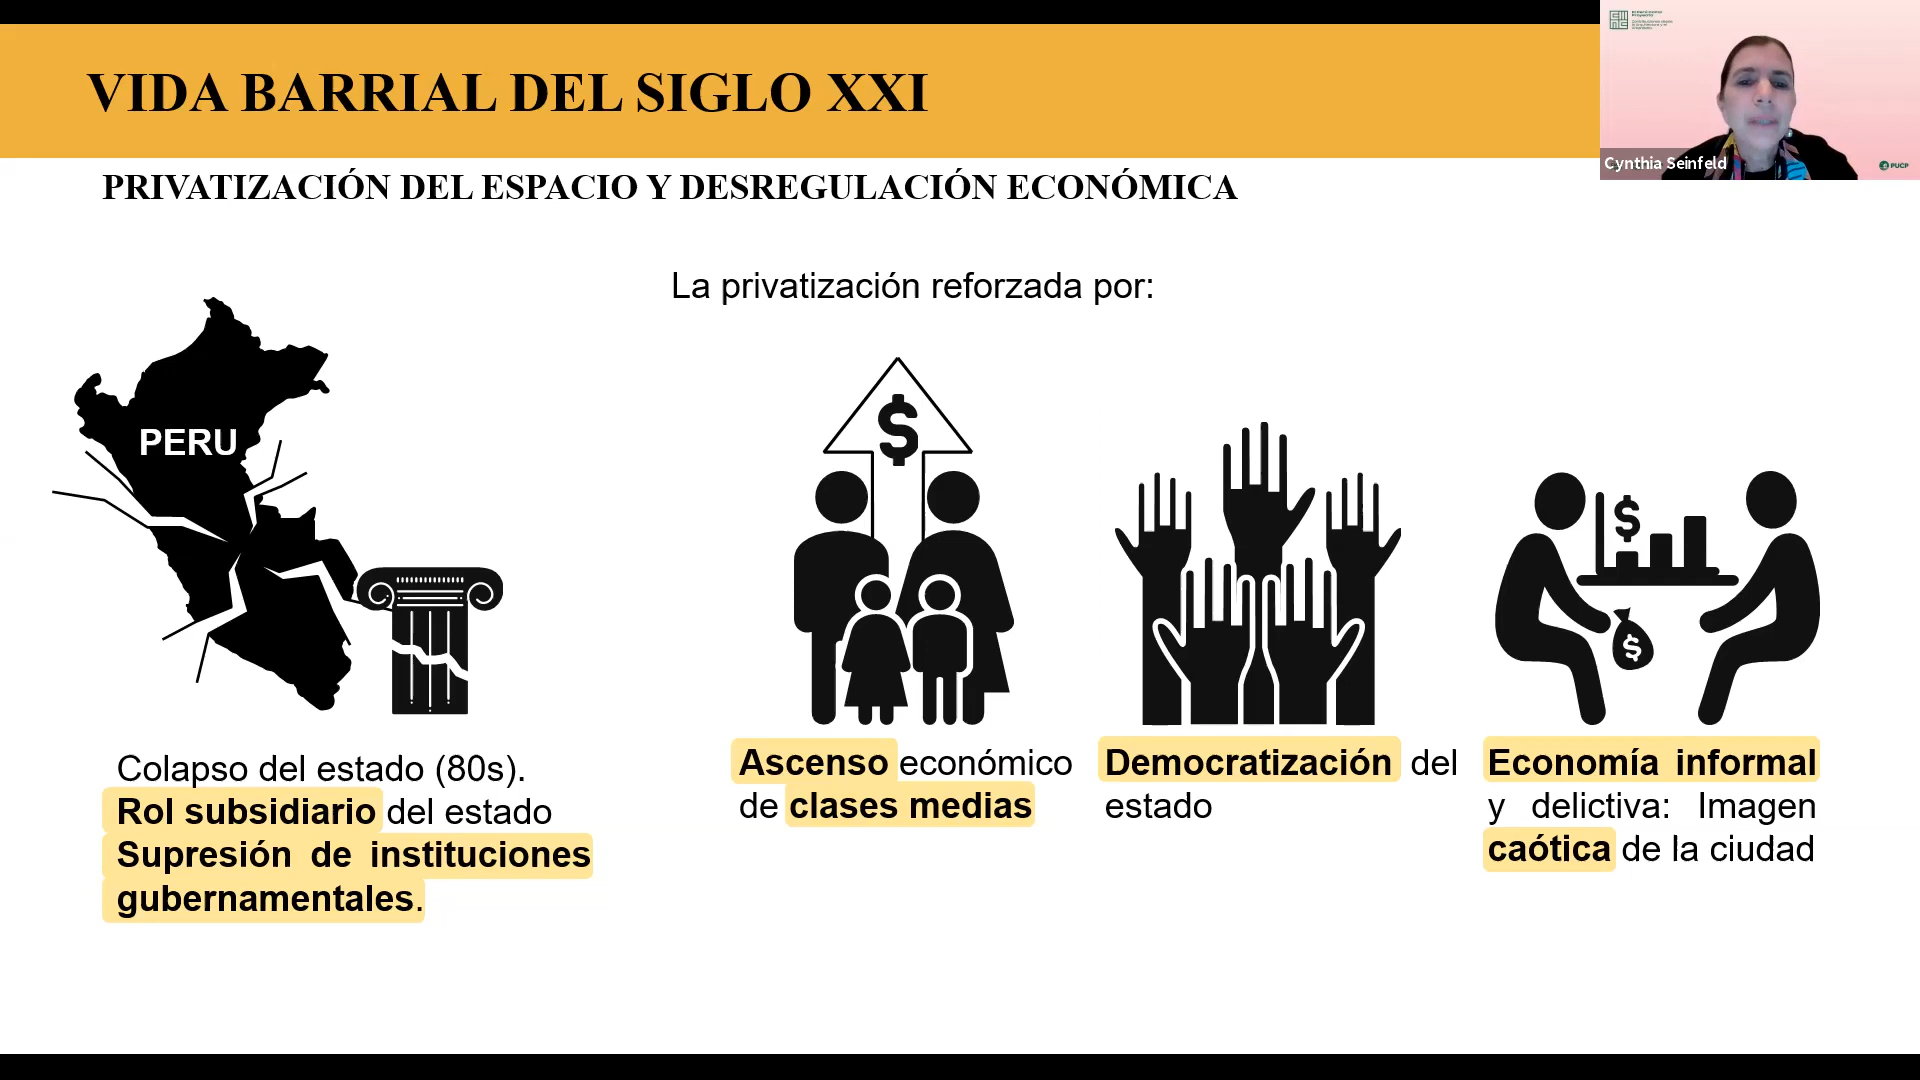 VIDA BARRIAL DEL SIGLO XXI
PRIVATIZACIÓN DEL ESPACIO Y DESREGULACIÓN ECONÓMICA
Cynthia Seinfeld
PUCP
La privatización reforzada por:
PERU
$
$
$
Colapso del estado (80s).
Rol subsidiario del estado
Supresión de instituciones
gubernamentales.
Ascenso económico
de clases medias
Democratización del
estado
Economía informal
y delictiva: Imagen
caótica de la ciudad